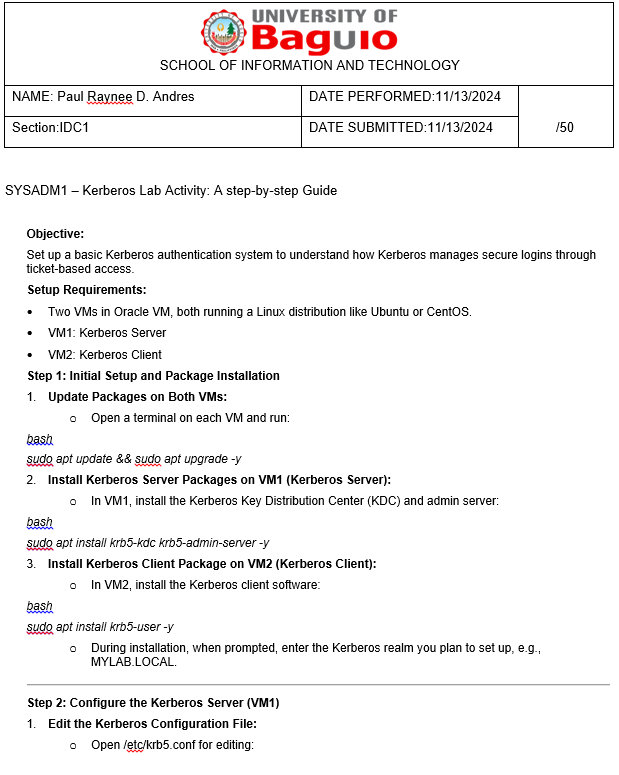 UNIVERSITY OF
Baguio
SCHOOL OF INFORMATION AND TECHNOLOGY
NAME: Paul Raynee D. Andres
DATE PERFORMED:11/13/2024
Section:IDC1
DATE SUBMITTED:11/13/2024
/50
SYSADM1 – Kerberos Lab Activity: A step-by-step Guide
Objective:
Set up a basic Kerberos authentication system to understand how Kerberos manages secure logins through
ticket-based access.
Setup Requirements:
• Two VMs in Oracle VM, both running a Linux distribution like Ubuntu or CentOS.
• VM1: Kerberos Server
• VM2: Kerberos Client
Step 1: Initial Setup and Package Installation
1. Update Packages on Both VMs:
o Open a terminal on each VM and run:
bash
sudo apt update && sudo apt upgrade -y
2. Install Kerberos Server Packages on VM1 (Kerberos Server):
o In VM1, install the Kerberos Key Distribution Center (KDC) and admin server:
bash
sudo apt install krb5-kdc krb5-admin-server -y
3. Install Kerberos Client Package on VM2 (Kerberos Client):
o In VM2, install the Kerberos client software:
bash
sudo apt install krb5-user -y
o During installation, when prompted, enter the Kerberos realm you plan to set up, e.g.,
MYLAB.LOCAL.
Step 2: Configure the Kerberos Server (VM1)
1. Edit the Kerberos Configuration File:
o Open /etc/krb5.conf for editing: